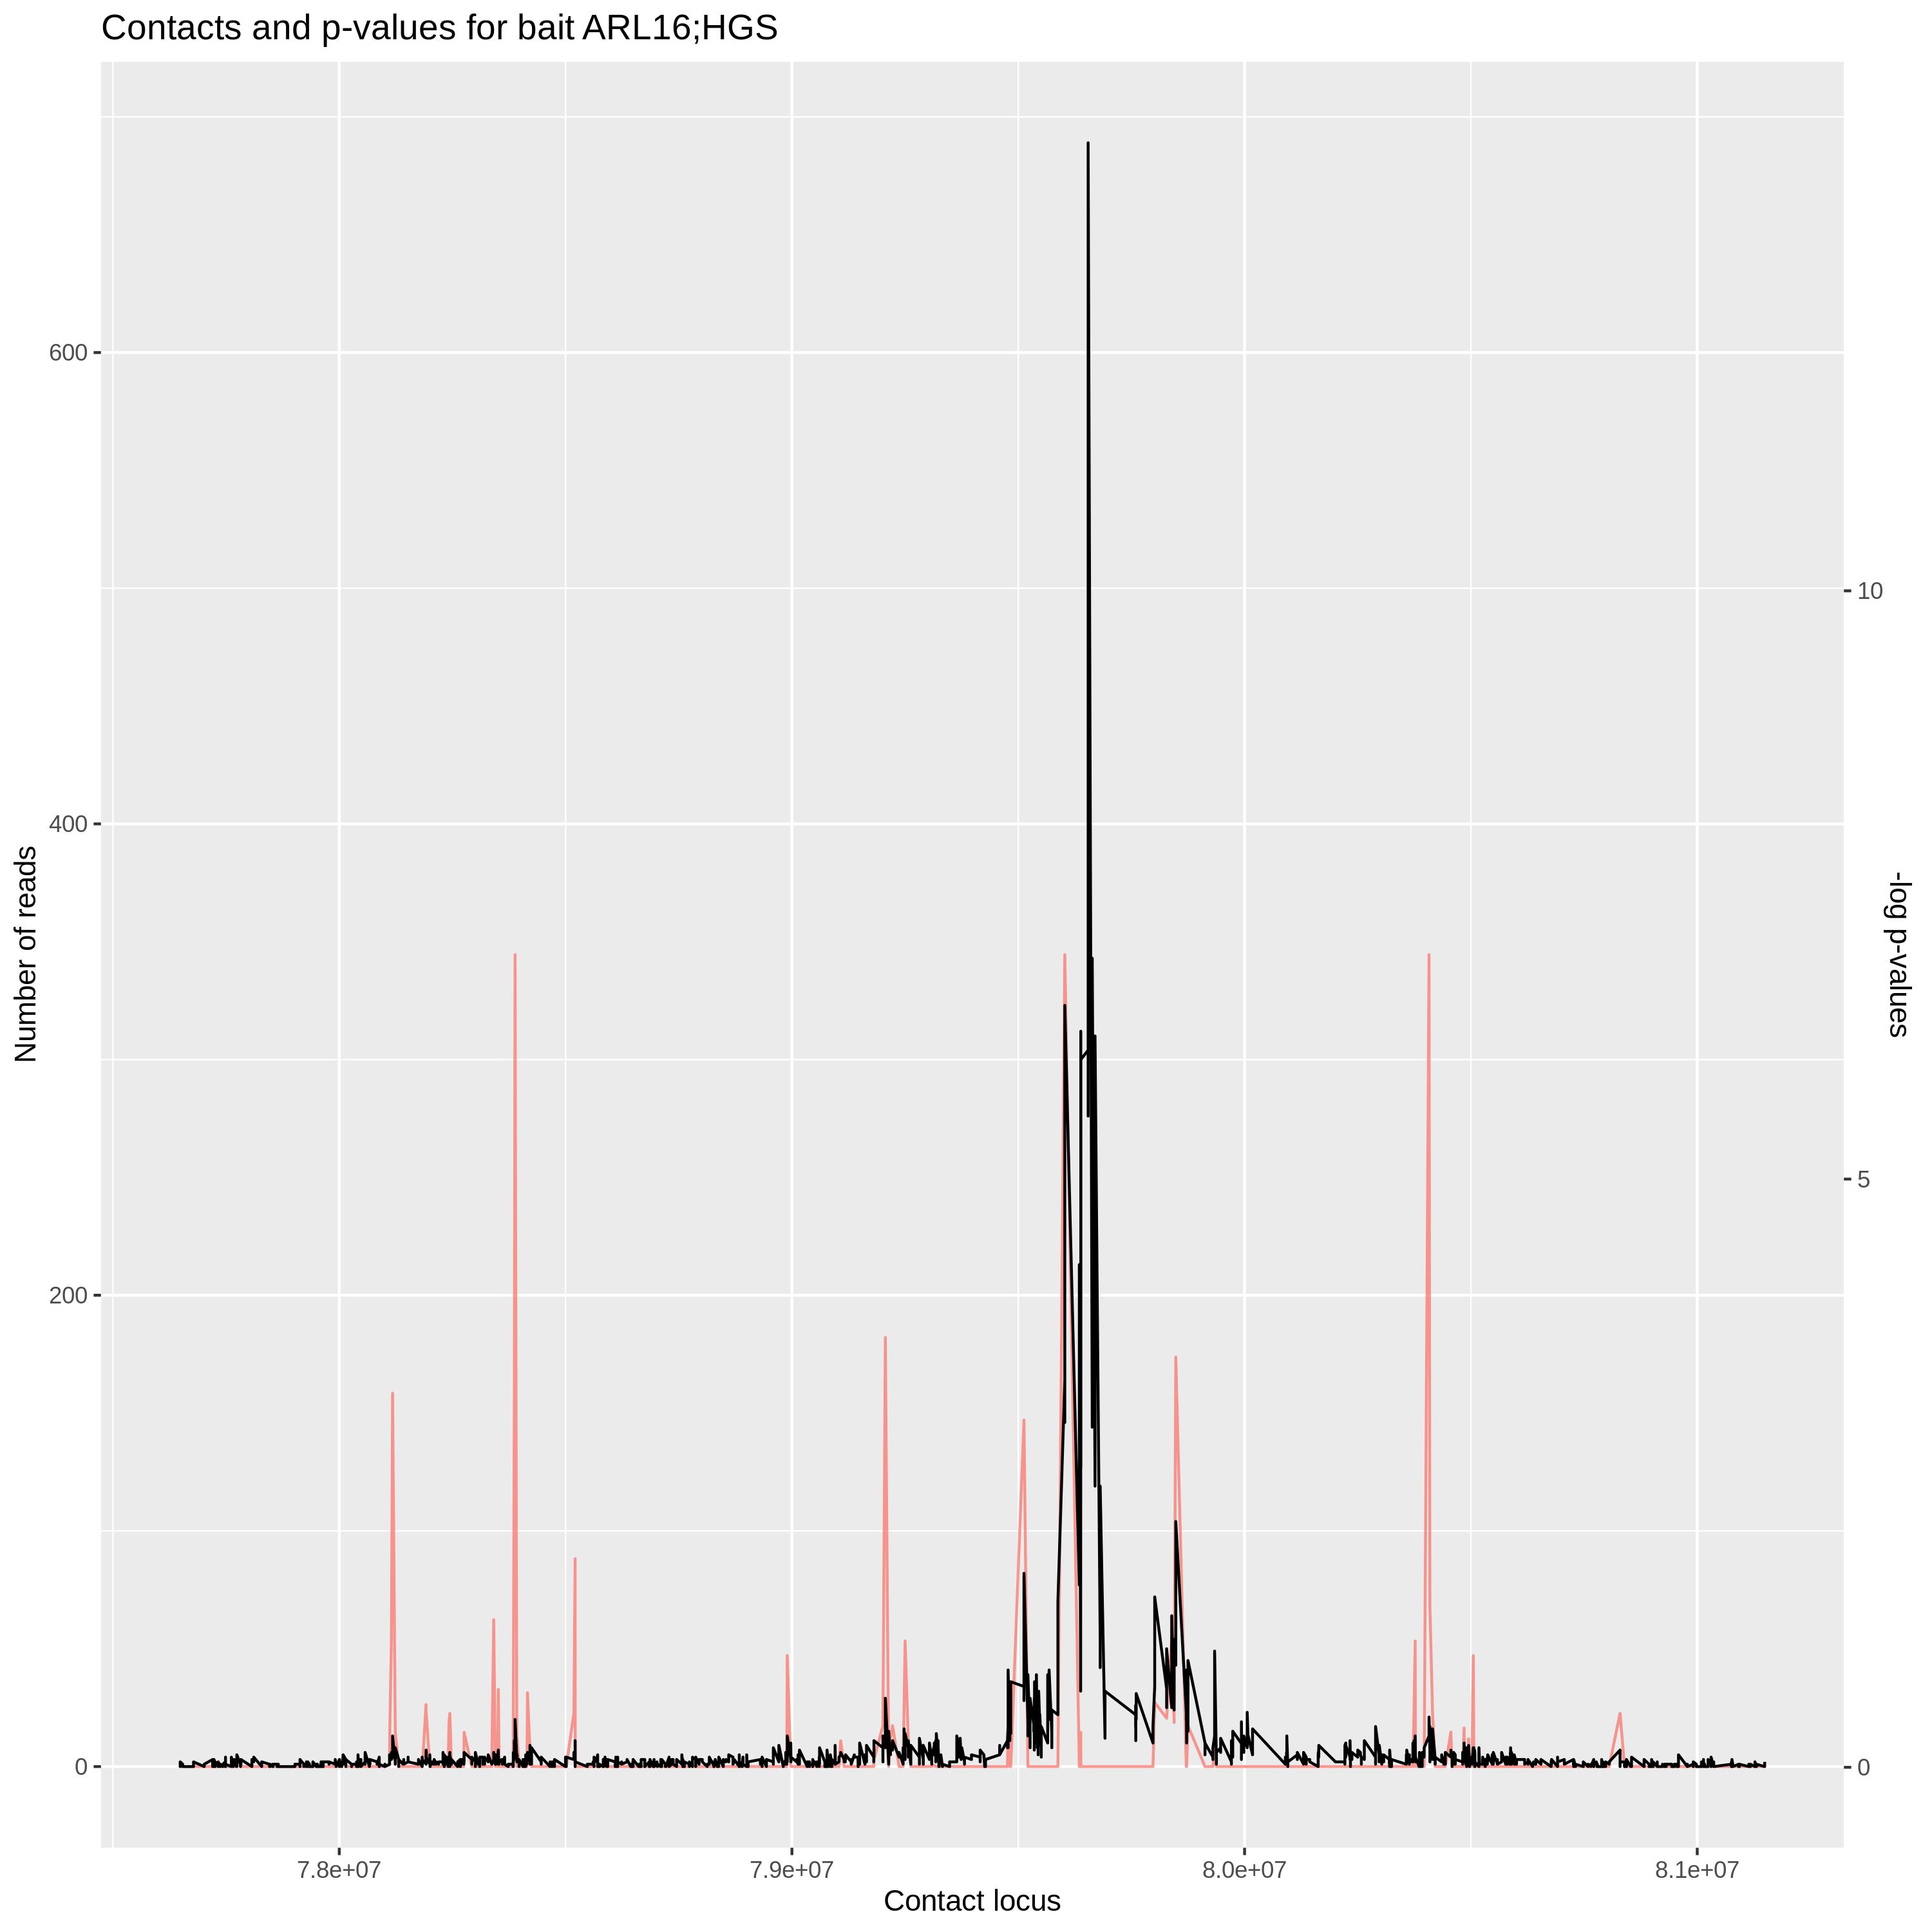 Contacts and p-values for bait ARL16;HGS
Number of reads
600
400
200
0
10
5
0
-log p-values
7.8e+07
7.9e+07
8.0e+07
8.1e+07
Contact locus